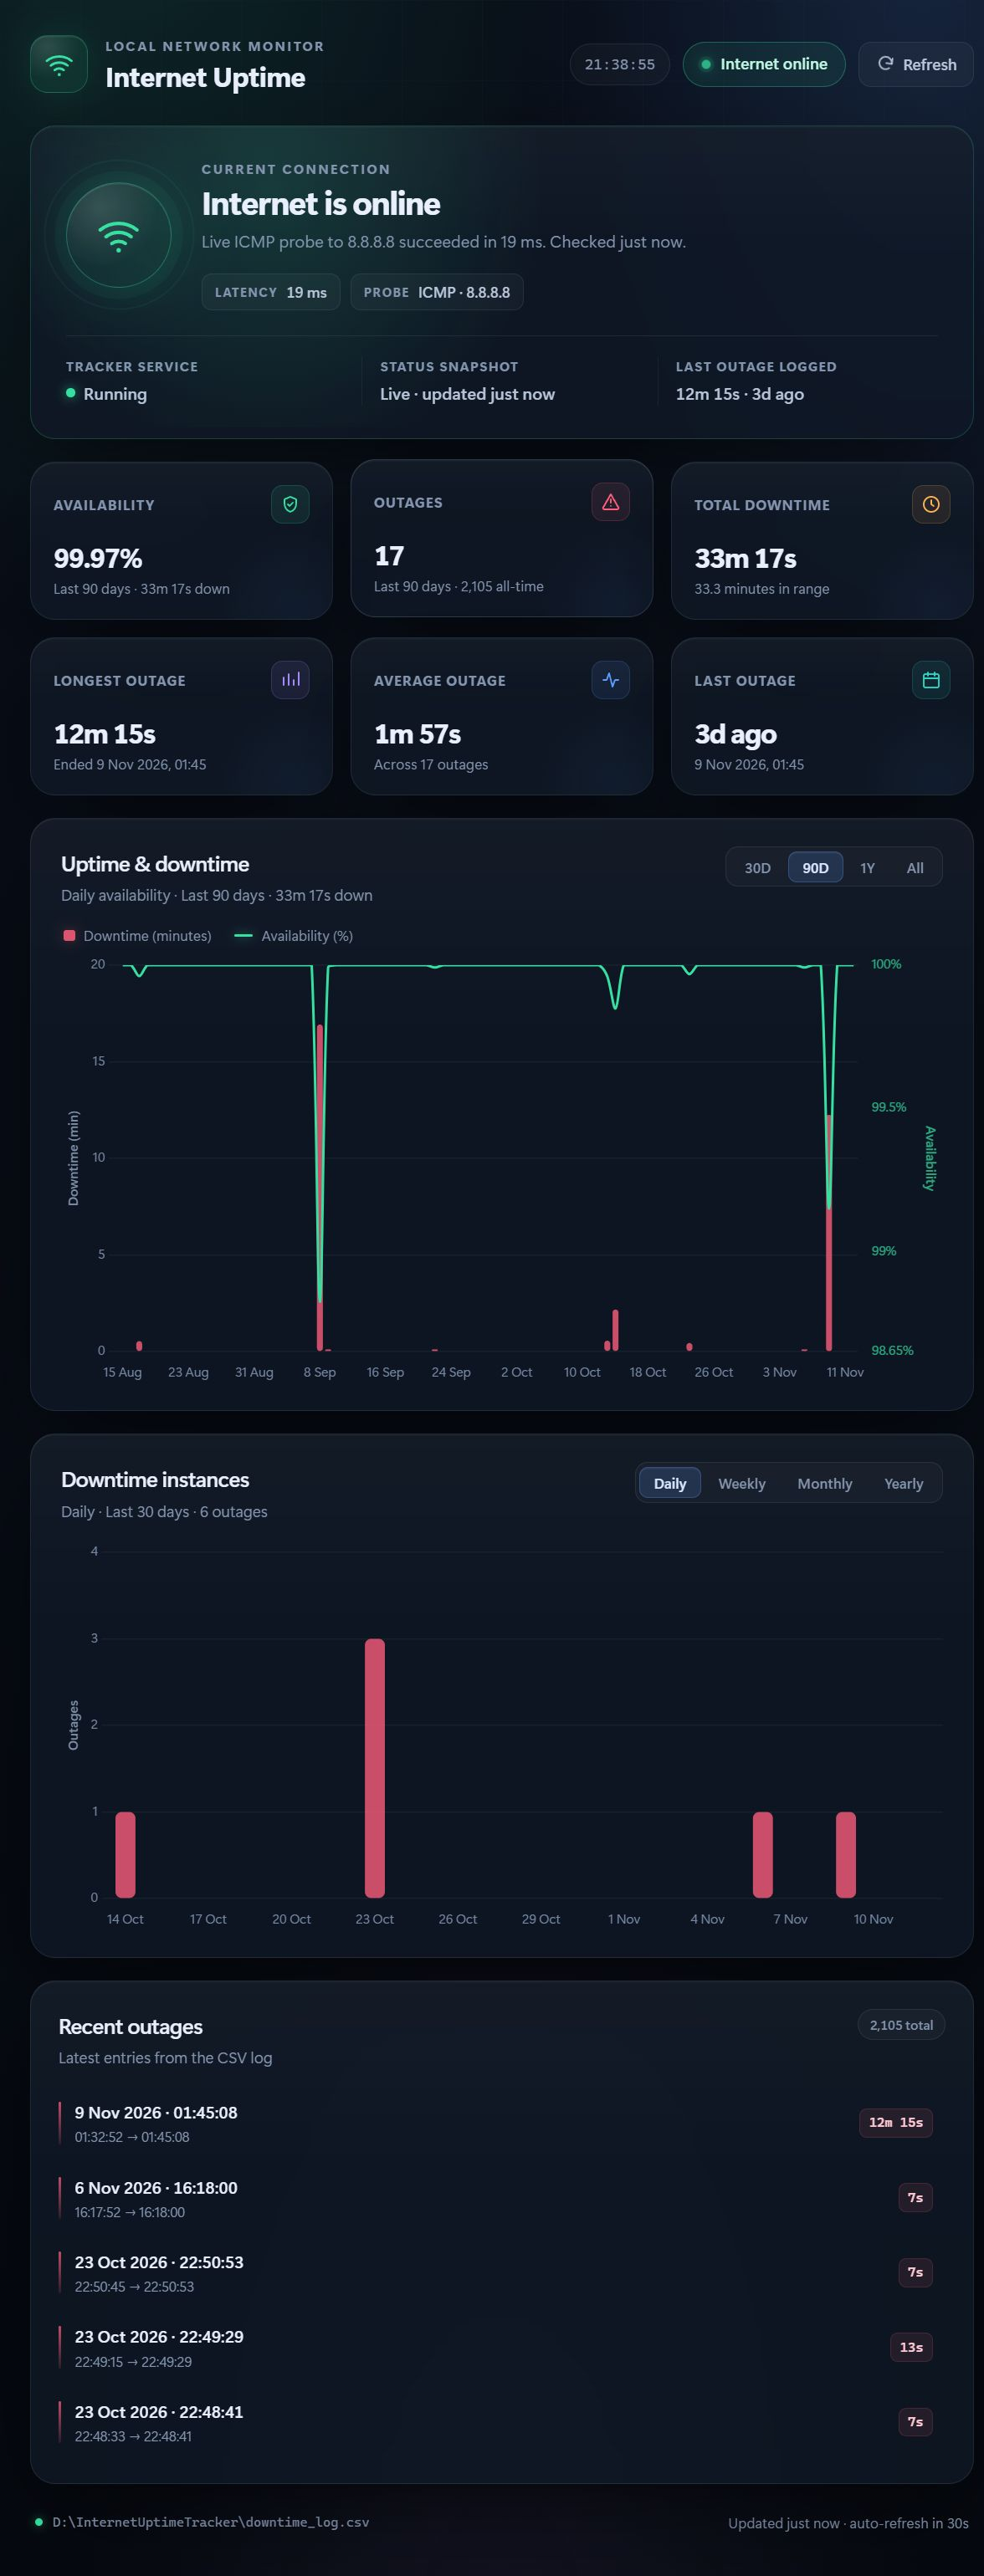 LOCAL NETWORK MONITOR
Internet Uptime
21:38:55
Internet online
Refresh
CURRENT CONNECTION
Internet is online
Live ICMP probe to 8.8.8.8 succeeded in 19 ms. Checked just now.
LATENCY 19 ms
PROBE ICMP · 8.8.8.8
TRACKER SERVICE
Running
STATUS SNAPSHOT
Live · updated just now
LAST OUTAGE LOGGED
12m 15s · 3d ago
AVAILABILITY
99.97%
Last 90 days · 33m 17s down
OUTAGES
17
Last 90 days · 2,105 all-time
TOTAL DOWNTIME
33m 17s
33.3 minutes in range
LONGEST OUTAGE
12m 15s
Ended 9 Nov 2026, 01:45
AVERAGE OUTAGE
1m 57s
Across 17 outages
LAST OUTAGE
3d ago
9 Nov 2026, 01:45
Uptime & downtime
Daily availability · Last 90 days · 33m 17s down
30D 90D 1Y All
Downtime (minutes) Availability (%)
20
15
10
5
0
Downtime (min)
100%
99.5%
99%
98.65%
Availability
15 Aug 23 Aug 31 Aug 8 Sep 16 Sep 24 Sep 2 Oct 10 Oct 18 Oct 26 Oct 3 Nov 11 Nov
Downtime instances
Daily · Last 30 days · 6 outages
Daily Weekly Monthly Yearly
4
3
2
1
0
Outages
14 Oct 17 Oct 20 Oct 23 Oct 26 Oct 29 Oct 1 Nov 4 Nov 7 Nov 10 Nov
Recent outages
Latest entries from the CSV log
2,105 total
9 Nov 2026 · 01:45:08
01:32:52 → 01:45:08
12m 15s
6 Nov 2026 · 16:18:00
16:17:52 → 16:18:00
7s
23 Oct 2026 · 22:50:53
22:50:45 → 22:50:53
7s
23 Oct 2026 · 22:49:29
22:49:15 → 22:49:29
13s
23 Oct 2026 · 22:48:41
22:48:33 → 22:48:41
7s
D:\InternetUptimeTracker\downtime_log.csv
Updated just now · auto-refresh in 30s